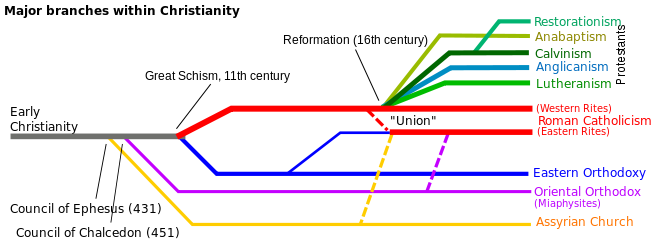 Major branches within Christianity
Restorationism
Anabaptism
Reformation (16th century)
Protestants
Calvinism
Anglicanism
Great Schism, 11th century
Lutheranism
Early
Christianity
(Western Rites)
"Union"
Roman Catholicism
(Eastern Rites)
Eastern Orthodoxy
Oriental Orthodox
(Miaphysites)
Council of Ephesus (431)
Assyrian Church
Council of Chalcedon (451)